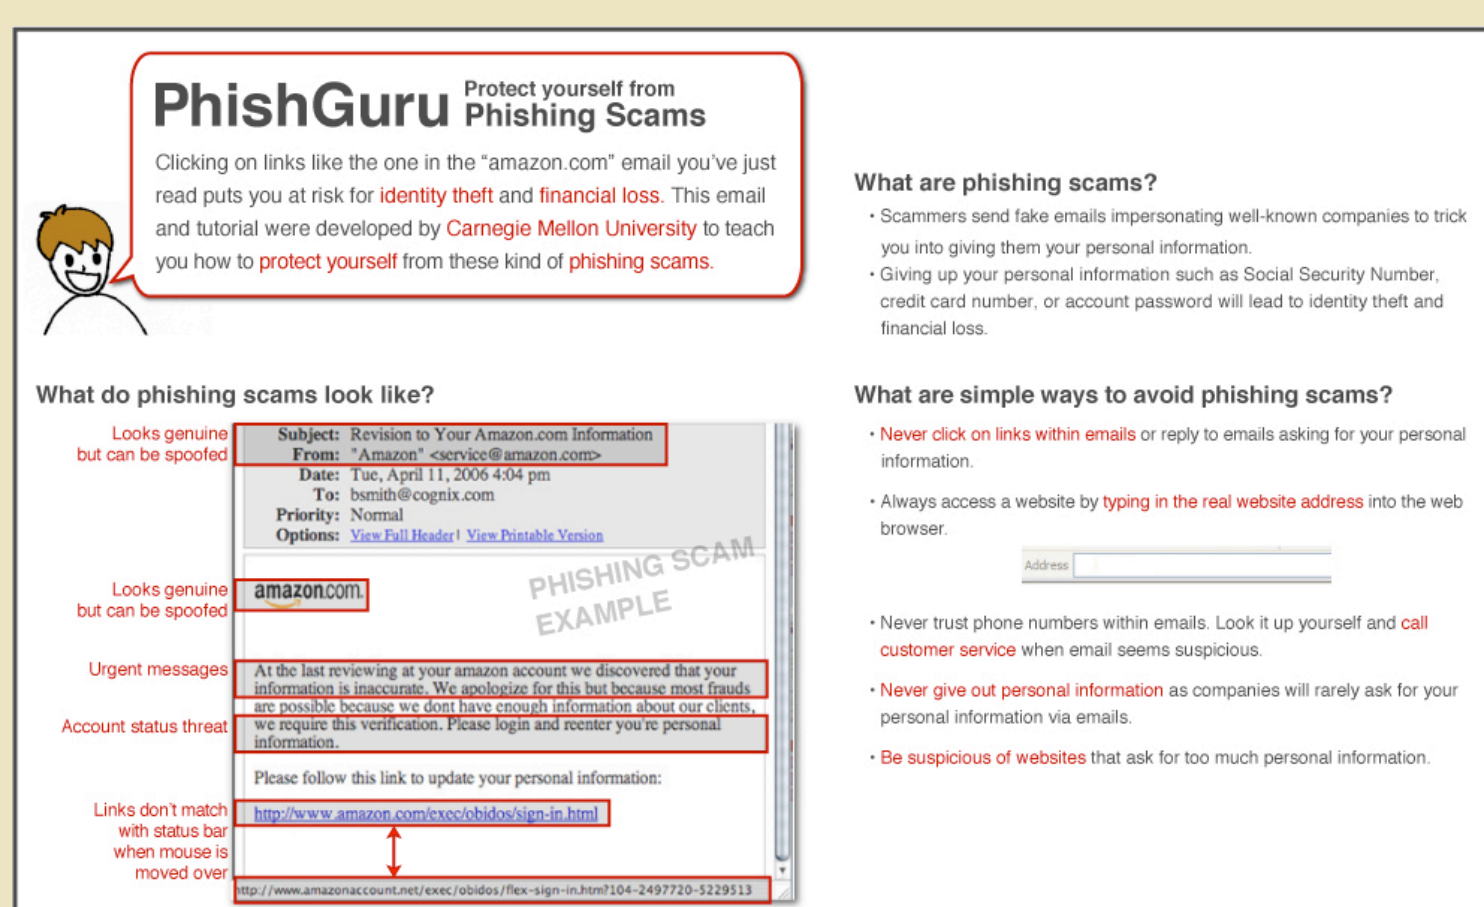 PhishGuru Protect yourself from
Phishing Scams
Clicking on links like the one in the “amazon.com” email you’ve just
read puts you at risk for identity theft and financial loss. This email
and tutorial were developed by Carnegie Mellon University to teach
you how to protect yourself from these kind of phishing scams.
What are phishing scams?
• Scammers send fake emails impersonating well-known companies to trick
you into giving them your personal information.
• Giving up your personal information such as Social Security Number,
credit card number, or account password will lead to identity theft and
financial loss.
What do phishing scams look like?
Looks genuine
but can be spoofed
Subject: Revision to Your Amazon.com Information
From: "Amazon" <service@amazon.com>
Date: Tue, April 11, 2006 4:04 pm
To: bsmith@cognix.com
Priority: Normal
Options: View Full Header | View Printable Version
PHISHING SCAM
EXAMPLE
Looks genuine
but can be spoofed
amazon.com.
Urgent messages
At the last reviewing at your amazon account we discovered that your
information is inaccurate. We apologize for this but because most frauds
are possible because we dont have enough information about our clients,
Account status threat
we require this verification. Please login and reenter you're personal
information.
Please follow this link to update your personal information:
Links don’t match
with status bar
when mouse is
moved over
http://www.amazon.com/exec/obidos/sign-in.html
http://www.amazonaccount.net/exec/obidos/flex-sign-in.htm?104-2497720-5229513
What are simple ways to avoid phishing scams?
• Never click on links within emails or reply to emails asking for your personal
information.
• Always access a website by typing in the real website address into the web
browser.
Address
• Never trust phone numbers within emails. Look it up yourself and call
customer service when email seems suspicious.
• Never give out personal information as companies will rarely ask for your
personal information via emails.
• Be suspicious of websites that ask for too much personal information.